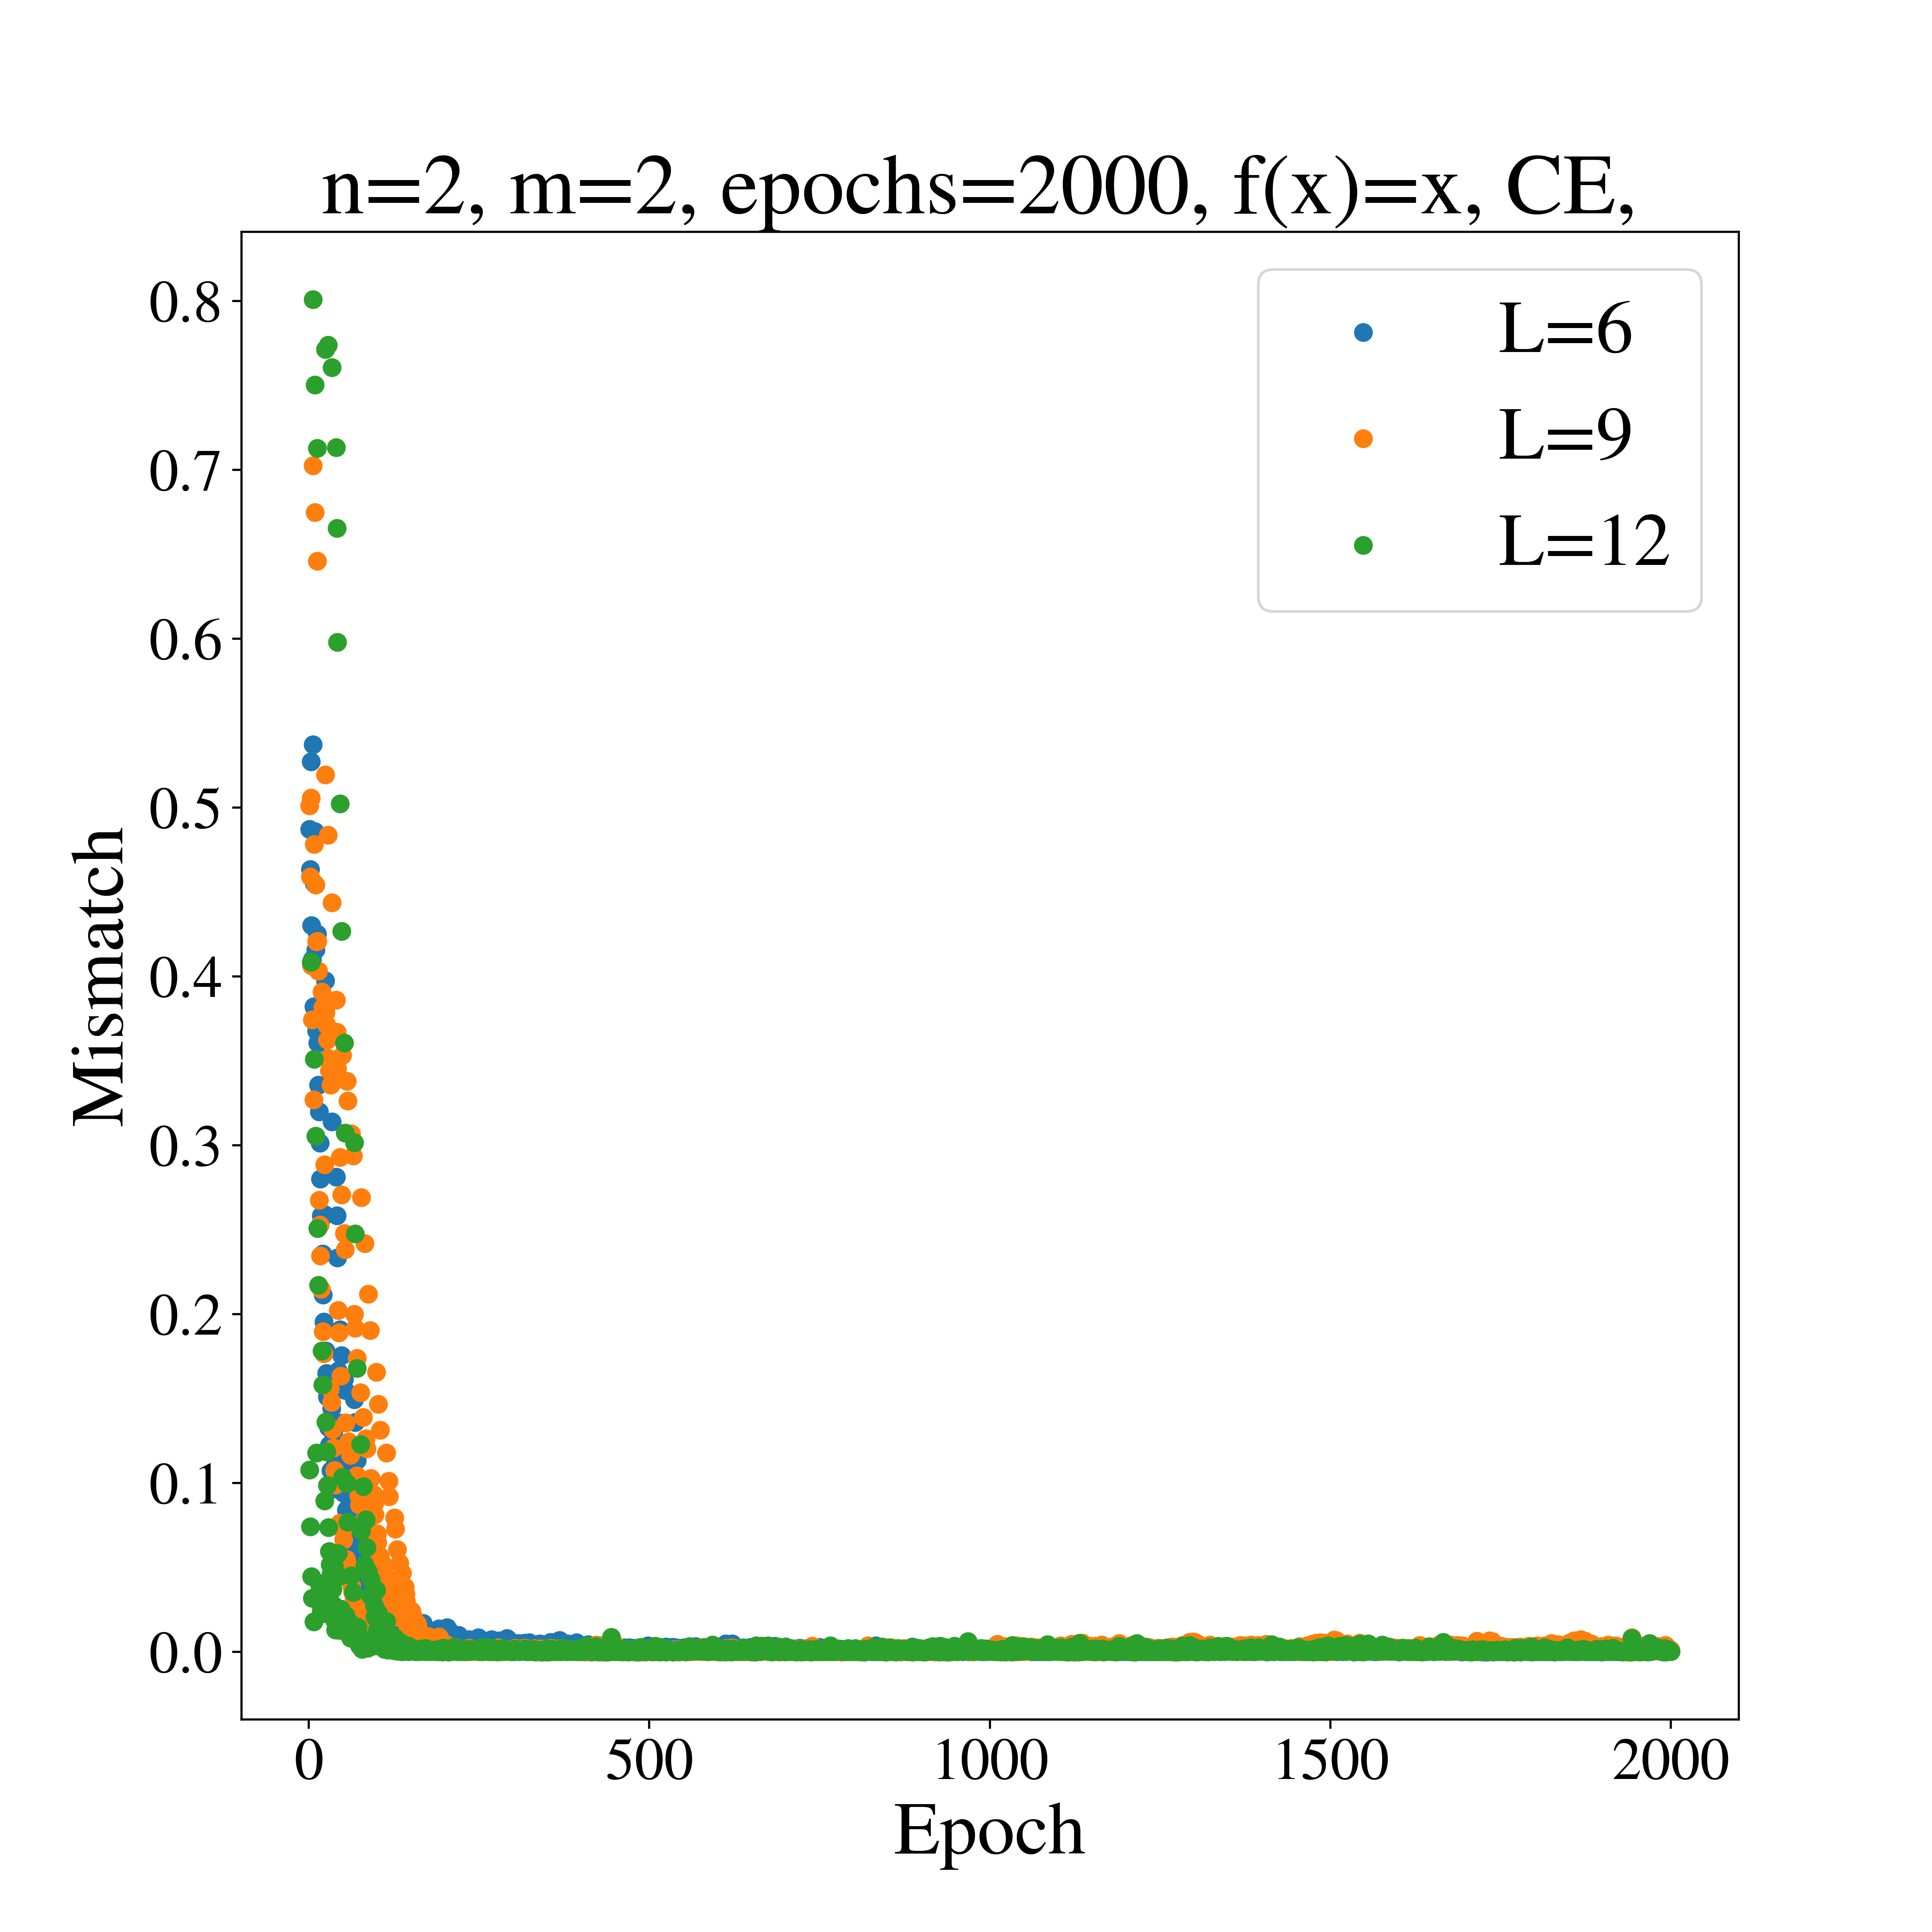 n=2, m=2, epochs=2000, f(x)=x, CE,
L=6
L=9
L=12
0.8
0.7
0.6
0.5
0.4
0.3
0.2
0.1
0.0
Mismatch
0 500 1000 1500 2000
Epoch